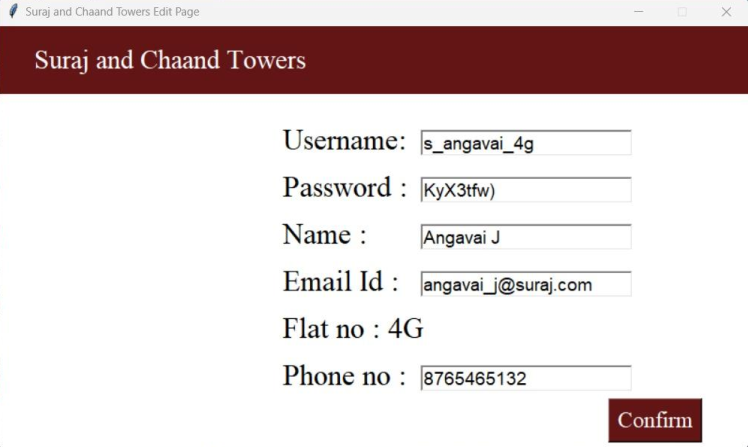 Suraj and Chaand Towers Edit Page
Suraj and Chaand Towers
Username: s_angavai_4g
Password : KyX3tfw)
Name : Angavai J
Email Id : angavai_j@suraj.com
Flat no : 4G
Phone no : 8765465132
Confirm